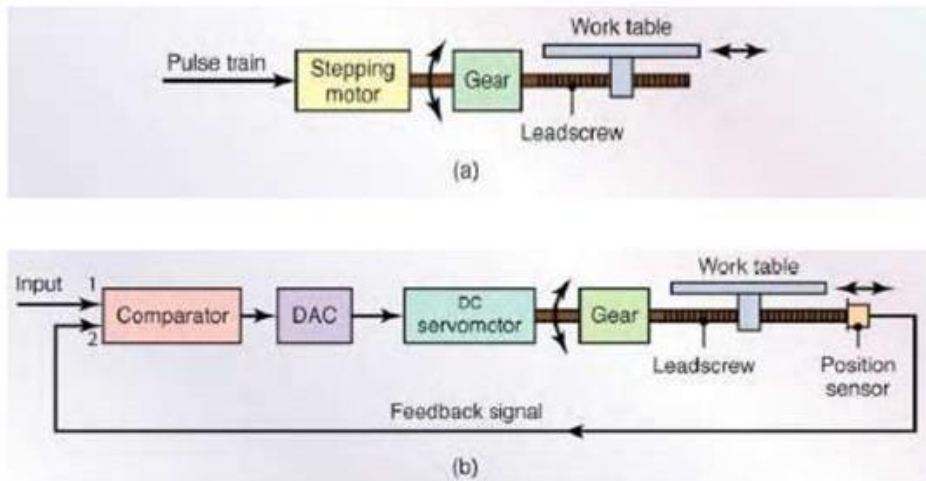 Work table
Pulse train
Stepping
motor
Gear
Leadscrew
(a)
Work table
Input
1
2
Comparator
DAC
DC
servomotor
Gear
Leadscrew
Position
sensor
Feedback signal
(b)